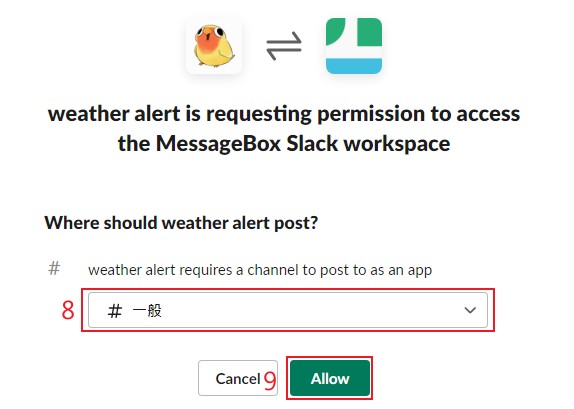 weather alert is requesting permission to access
the MessageBox Slack workspace
Where should weather alert post?
# weather alert requires a channel to post to as an app
8 # 一般
Cancel 9 Allow